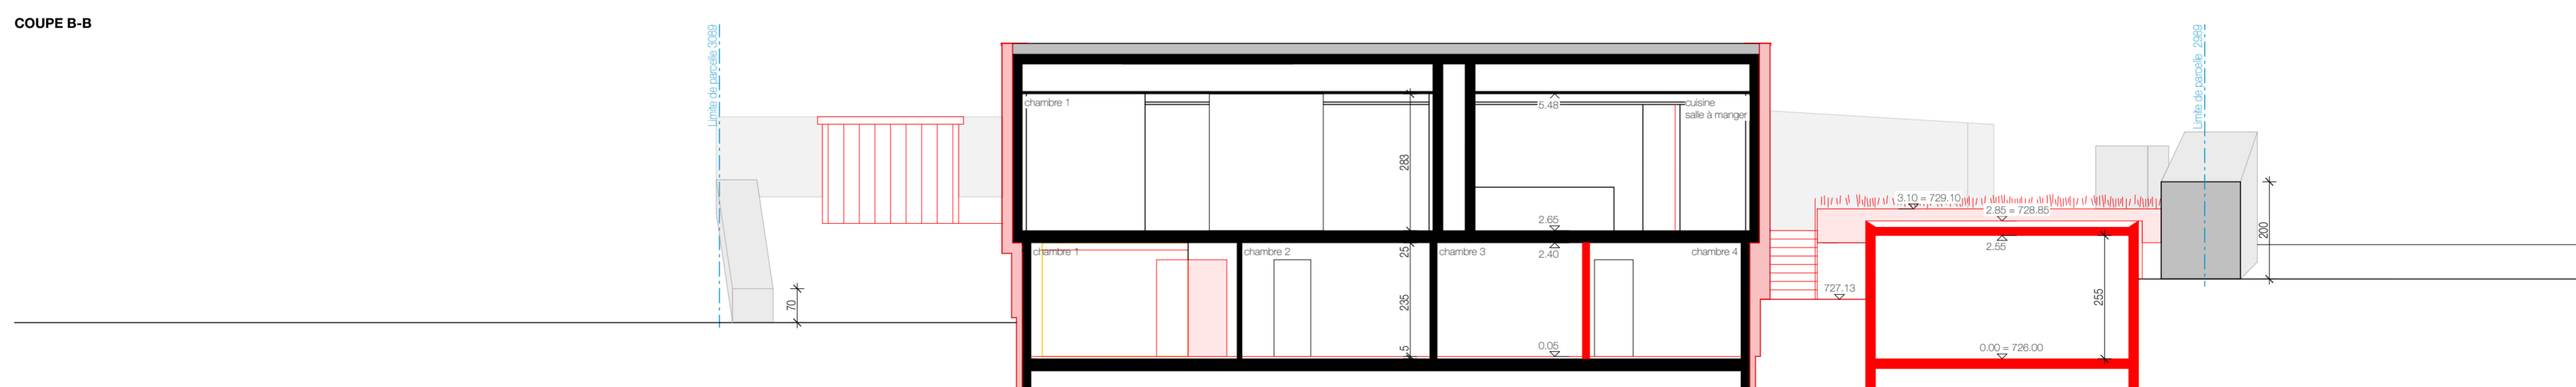 COUPE B-B
Limite de parcelle 3089
Limite de parcelle 2989
chambre 1
5.48
cuisine
salle à manger
283
2.65
3.10 = 729.10
2.85 = 728.85
200
chambre 1
chambre 2
25
chambre 3
2.40
chambre 4
2.55
727.13
70
235
255
5
0.05
0.00 = 726.00